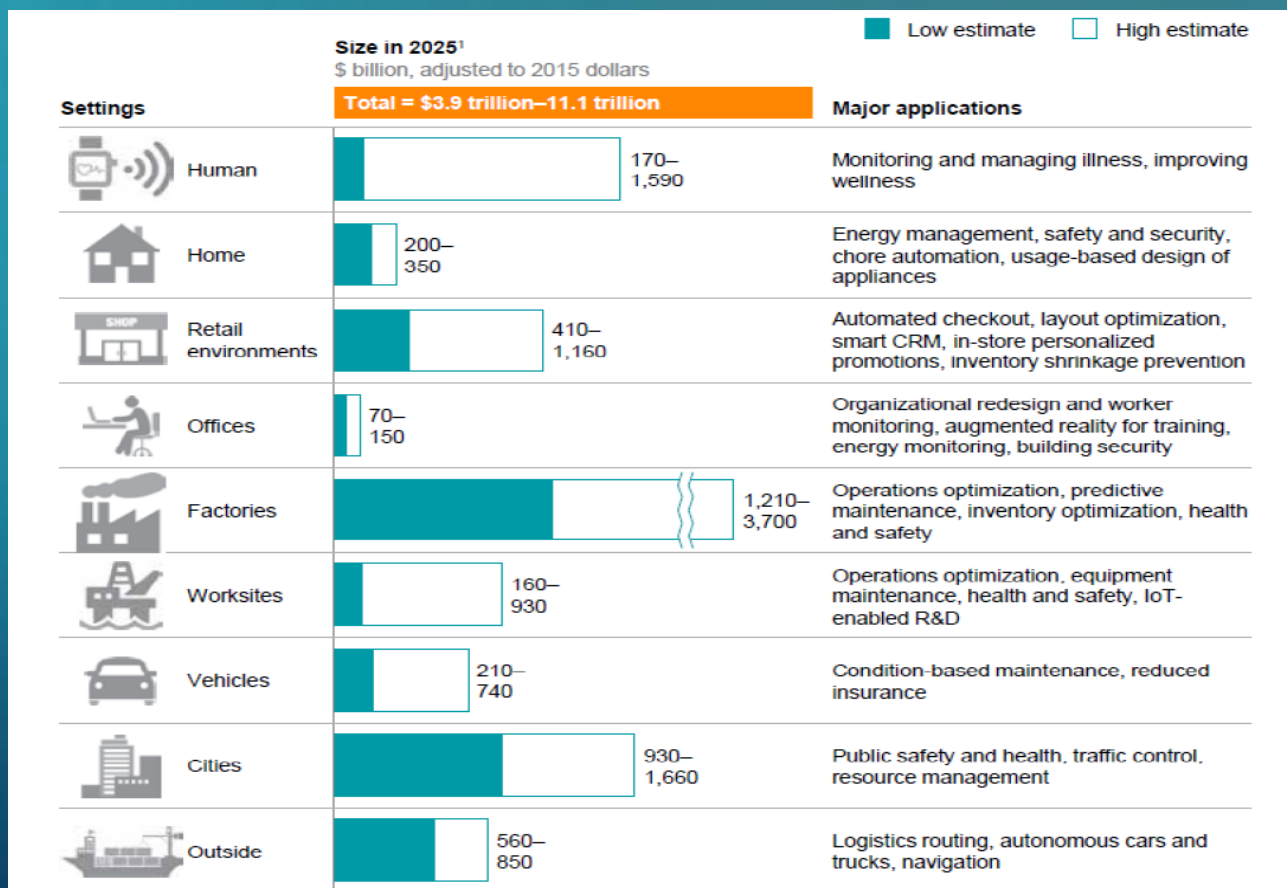 Low estimate High estimate
Size in 2025¹
$ billion, adjusted to 2015 dollars
Settings
Total = $3.9 trillion–11.1 trillion
Major applications
Human
170–
1,590
Monitoring and managing illness, improving
wellness
Home
200–
350
Energy management, safety and security,
chore automation, usage-based design of
appliances
SHOP
Retail
environments
410–
1,160
Automated checkout, layout optimization,
smart CRM, in-store personalized
promotions, inventory shrinkage prevention
Offices
70–
150
Organizational redesign and worker
monitoring, augmented reality for training,
energy monitoring, building security
Factories
1,210–
3,700
Operations optimization, predictive
maintenance, inventory optimization, health
and safety
Worksites
160–
930
Operations optimization, equipment
maintenance, health and safety, IoT-
enabled R&D
Vehicles
210–
740
Condition-based maintenance, reduced
insurance
Cities
930–
1,660
Public safety and health, traffic control,
resource management
Outside
560–
850
Logistics routing, autonomous cars and
trucks, navigation